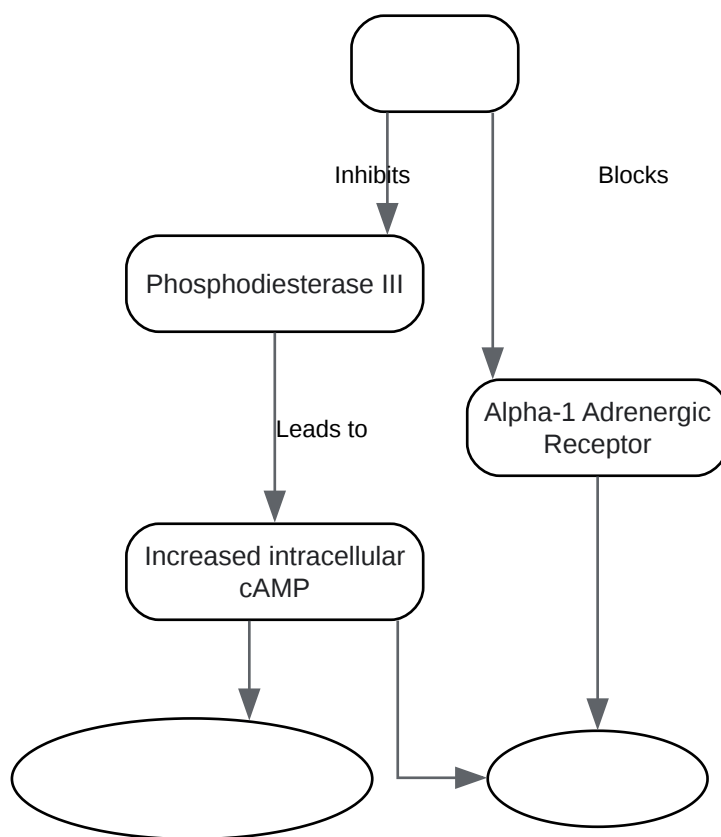 Inhibits
Blocks
Phosphodiesterase III
Alpha-1 Adrenergic
Receptor
Leads to
Increased intracellular
cAMP